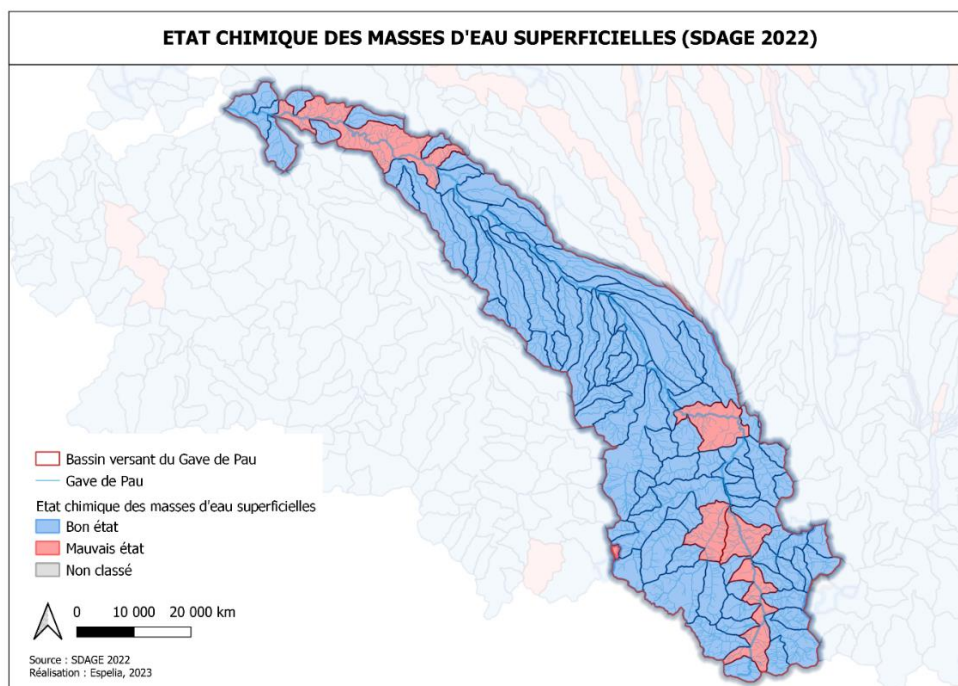 ETAT CHIMIQUE DES MASSES D'EAU SUPERFICIELLES (SDAGE 2022)
Bassin versant du Gave de Pau
Gave de Pau
Etat chimique des masses d'eau superficielles
Bon état
Mauvais état
Non classé
0 10 000 20 000 km
Source : SDAGE 2022
Réalisation : Espelia, 2023